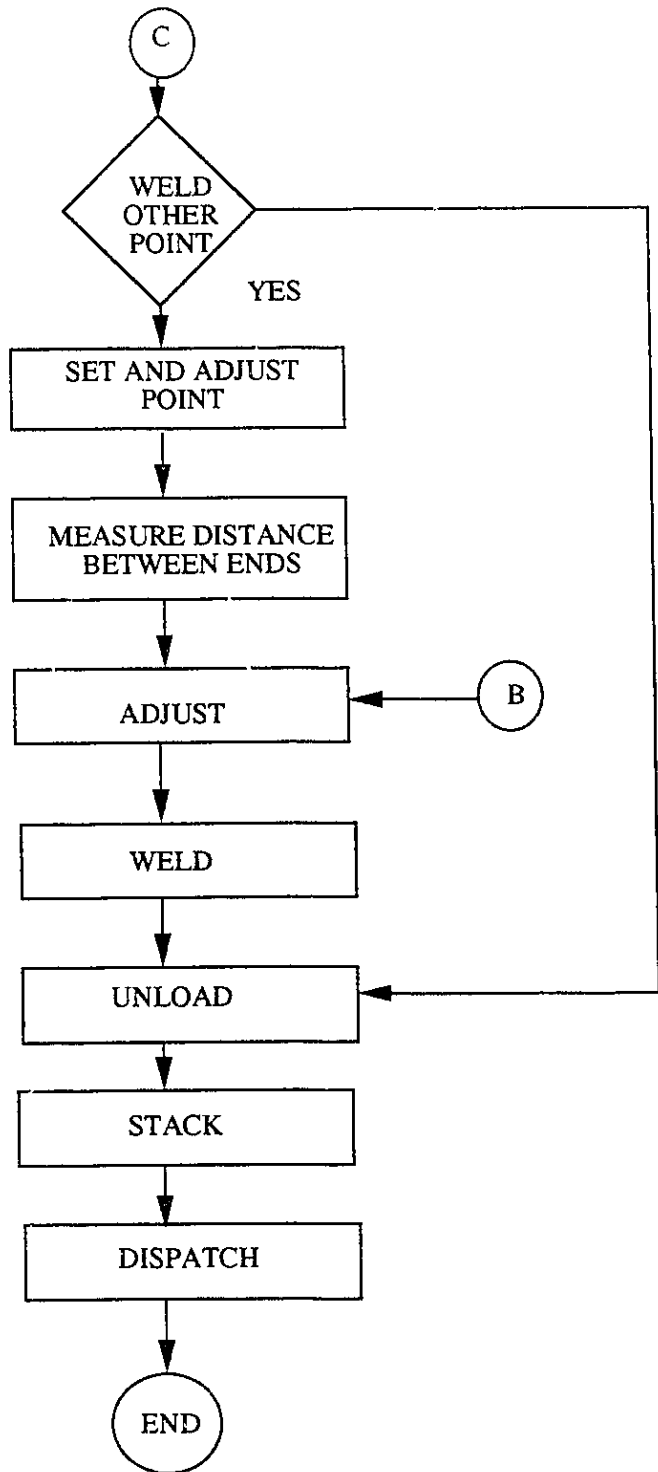 C
WELD
OTHER
POINT
YES
SET AND ADJUST
POINT
MEASURE DISTANCE
BETWEEN ENDS
ADJUST
B
WELD
UNLOAD
STACK
DISPATCH
END